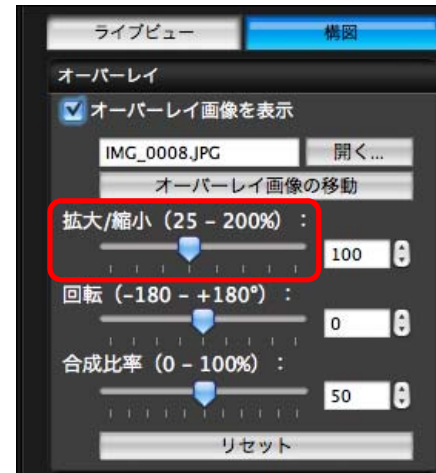 ライブビュー 構図
オーバーレイ
オーバーレイ画像を表示
IMG_0008.JPG 開く...
オーバーレイ画像の移動
拡大/縮小（25 – 200%）：
100
回転（-180 – +180°）：
0
合成比率（0 – 100%）：
50
リセット